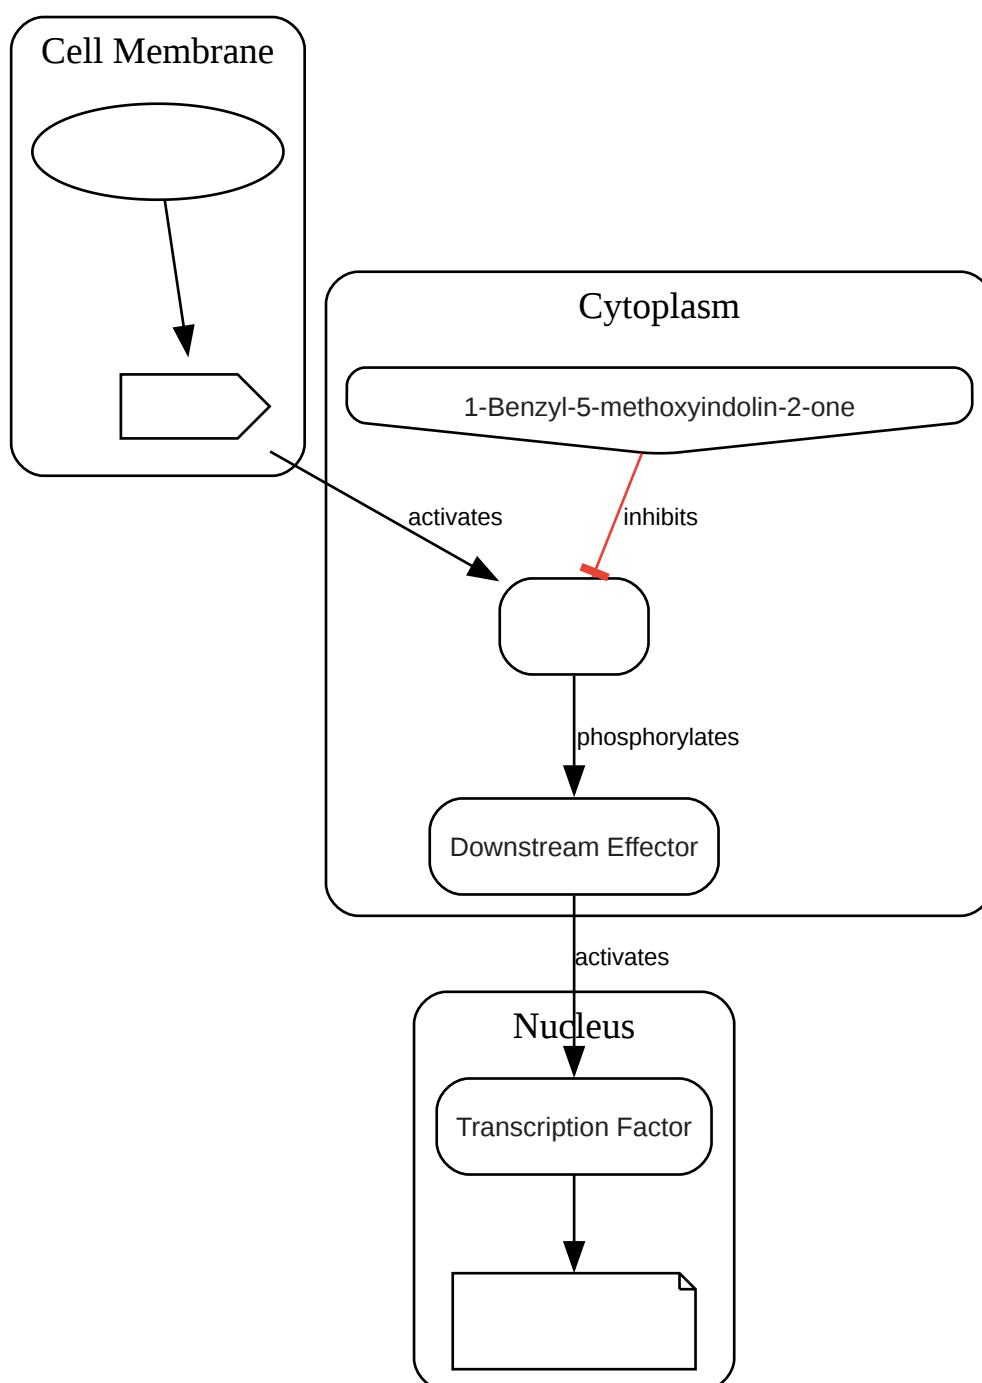 Cell Membrane
Cytoplasm
1-Benzyl-5-methoxyindolin-2-one
activates
inhibits
phosphorylates
Downstream Effector
activates
Nucleus
Transcription Factor